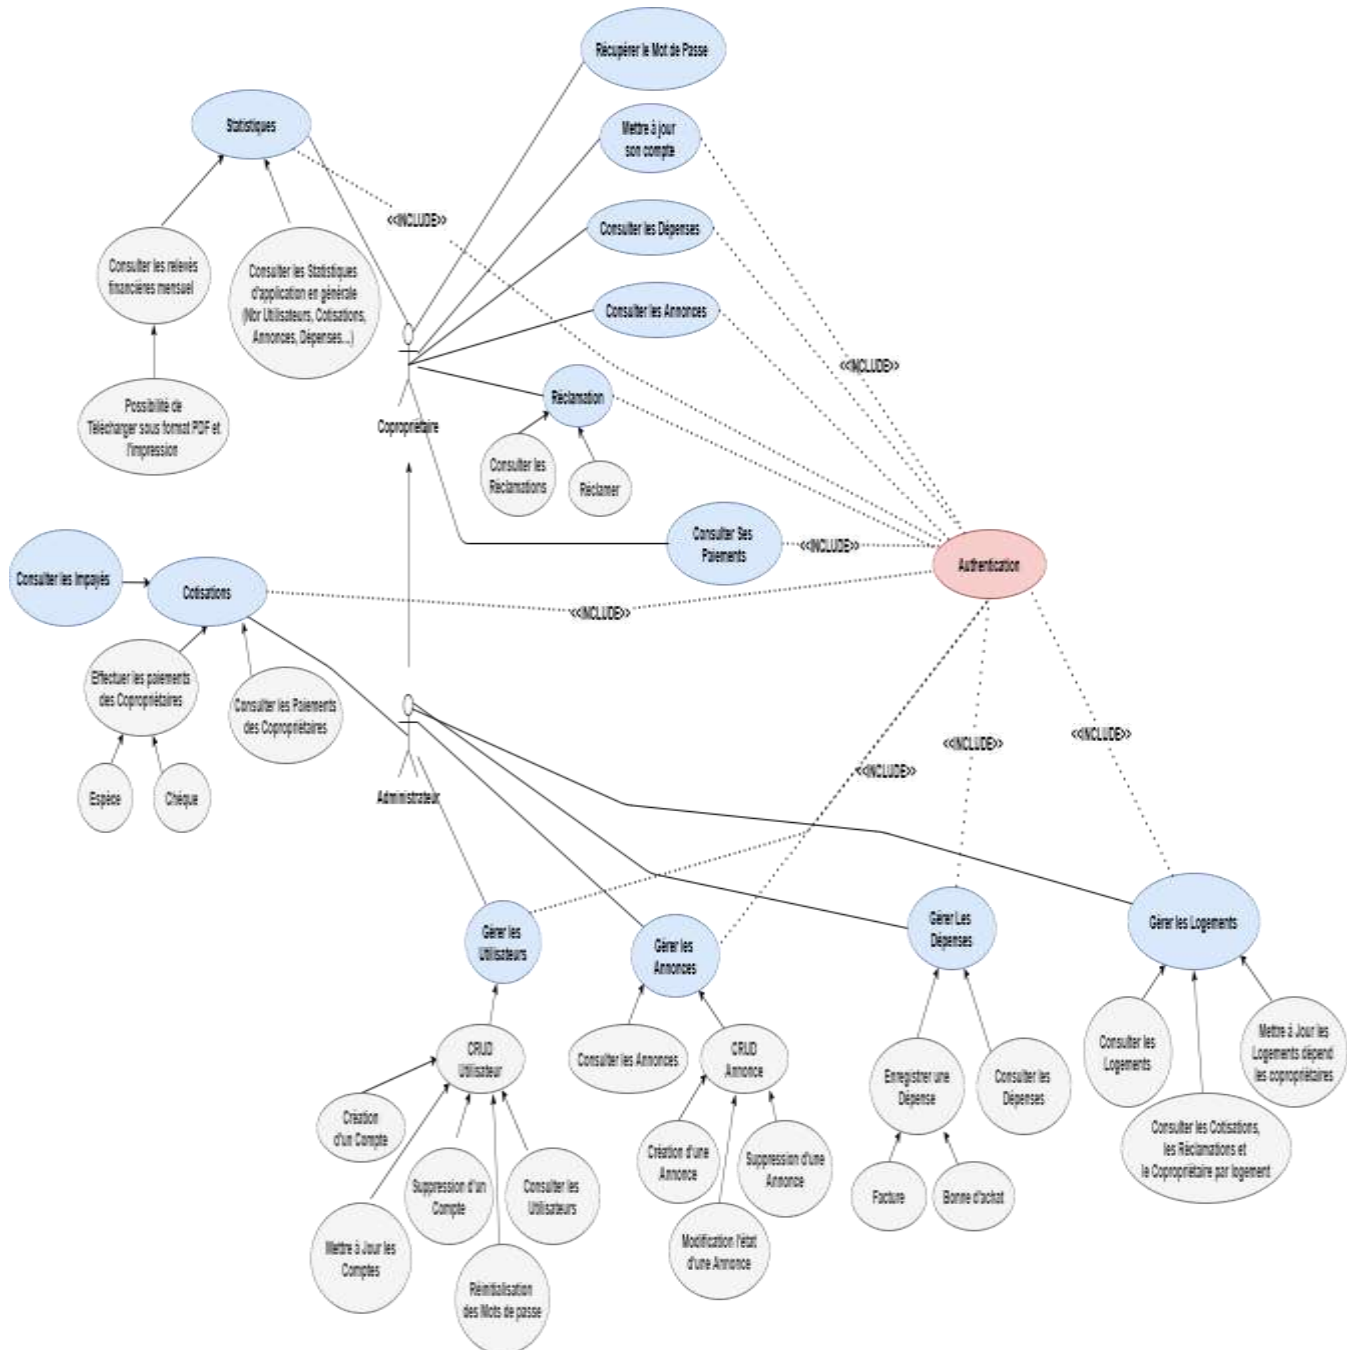 Récupérer le Mot de Passe
Statistiques
Mettre à jour
son compte
<<INCLUDE>>
Consulter les Dépenses
Consulter les relevés
financières mensuel
Consulter les Statistiques
d'application en générale
(Nbr Utilisateurs, Cotisations,
Annonces, Dépenses...)
Consulter les Annonces
<<INCLUDE>>
Possibilité de
Télécharger sous format PDF et
l'impression
Copropriétaire
Réclamation
Consulter les
Réclamations
Réclamer
Consulter Ses
Paiements
<<INCLUDE>>
Authentication
Consulter les Impayés
Cotisations
<<INCLUDE>>
Effectuer les paiements
des Copropriétaires
Consulter les Paiements
des Copropriétaires
Espèce
Chéque
Administrateur
<<INCLUDE>>
<<INCLUDE>>
<<INCLUDE>>
Gérer les
Utilisateurs
Gérer les
Annonces
Gérer Les
Dépenses
Gérer les Logements
CRUD
Utilisateur
Consulter les Annonces
CRUD
Annonce
Enregistrer une
Dépense
Consulter les
Dépenses
Consulter les
Logements
Mettre à Jour les
Logements dépend
les copropriétaires
Création
d'un Compte
Suppression d'un
Compte
Consulter les
Utilisateurs
Création d'une
Annonce
Suppression d'une
Annonce
Facture
Bonne d'achat
Consulter les Cotisations,
les Réclamations et
le Copropriétaire par logement
Mettre à Jour les
Comptes
Réinitialisation
des Mots de passe
Modification l'état
d'une Annonce